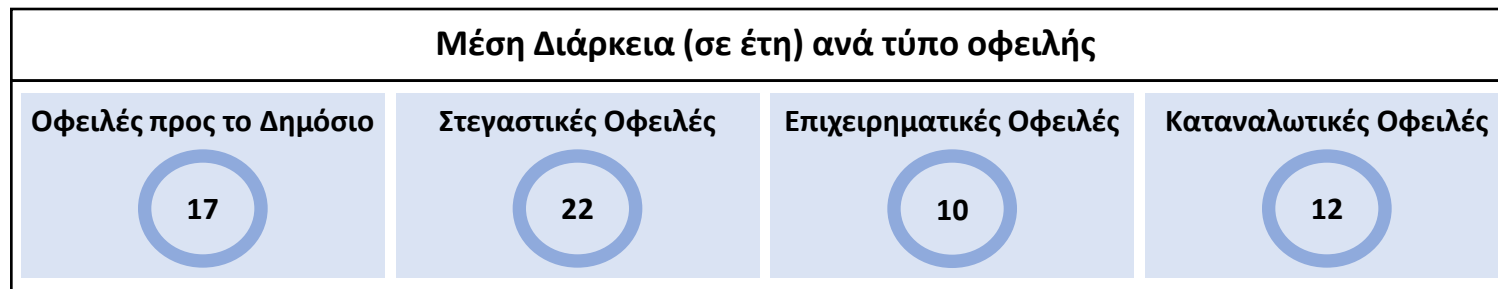 Μέση Διάρκεια (σε έτη) ανά τύπο οφειλής
Οφειλές προς το Δημόσιο
17
Στεγαστικές Οφειλές
22
Επιχειρηματικές Οφειλές
10
Καταναλωτικές Οφειλές
12